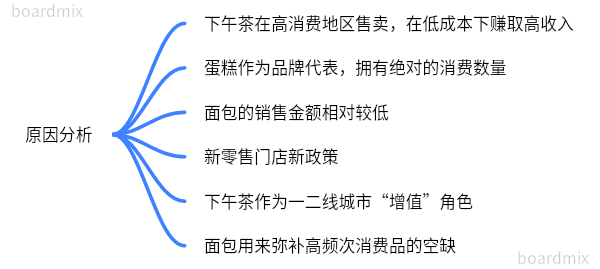 boardmix
下午茶在高消费地区售卖，在低成本下赚取高收入
蛋糕作为品牌代表，拥有绝对的消费数量
面包的销售金额相对较低
原因分析
新零售门店新政策
下午茶作为一二线城市“增值”角色
面包用来弥补高频次消费品的空缺
boardmix